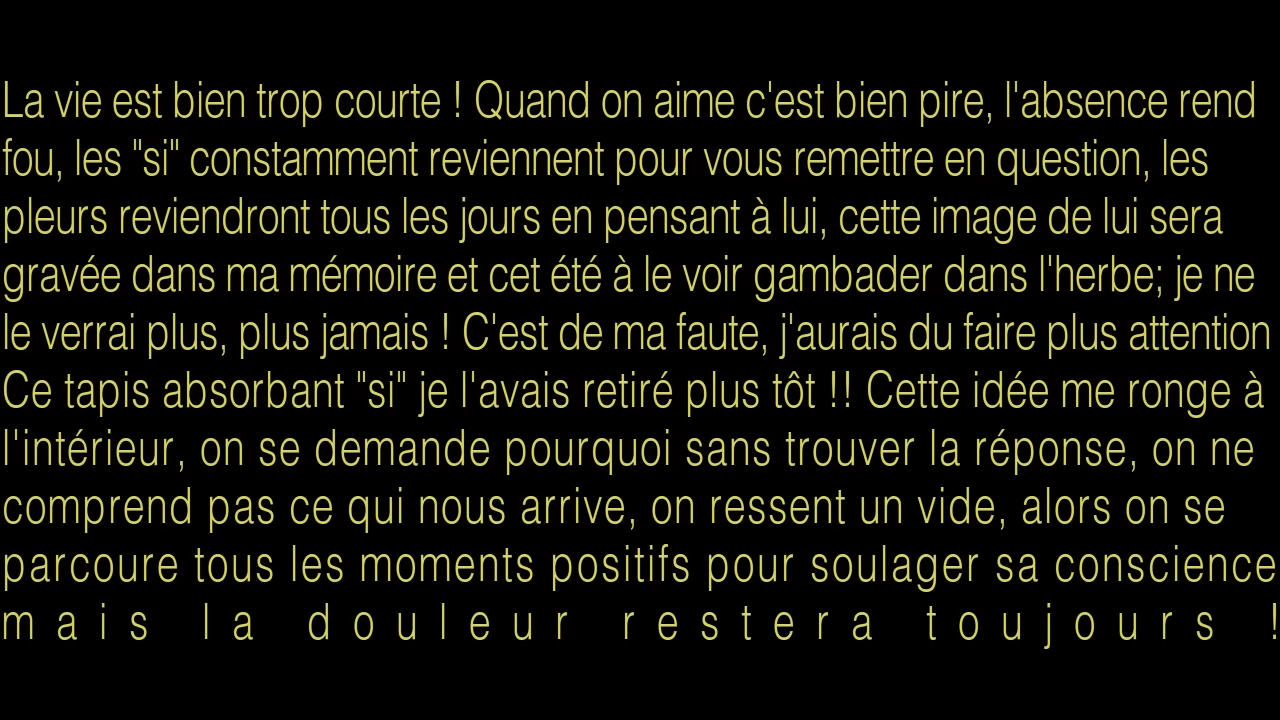 La vie est bien trop courte ! Quand on aime c'est bien pire, l'absence rend
fou, les "si" constamment reviennent pour vous remettre en question, les
pleurs reviendront tous les jours en pensant à lui, cette image de lui sera
gravée dans ma mémoire et cet été à le voir gambader dans l'herbe; je ne
le verrai plus, plus jamais ! C'est de ma faute, j'aurais du faire plus attention
Ce tapis absorbant "si" je l'avais retiré plus tôt !! Cette idée me ronge à
l'intérieur, on se demande pourquoi sans trouver la réponse, on ne
comprend pas ce qui nous arrive, on ressent un vide, alors on se
parcoure tous les moments positifs pour soulager sa conscience
mais la douleur restera toujours !